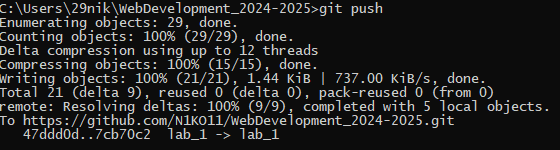 C:\Users\29nik\WebDevelopment_2024-2025>git push
Enumerating objects: 29, done.
Counting objects: 100% (29/29), done.
Delta compression using up to 12 threads
Compressing objects: 100% (15/15), done.
Writing objects: 100% (21/21), 1.44 KiB | 737.00 KiB/s, done.
Total 21 (delta 9), reused 0 (delta 0), pack-reused 0 (from 0)
remote: Resolving deltas: 100% (9/9), completed with 5 local objects.
To https://github.com/N1KO11/WebDevelopment_2024-2025.git
   47ddd0d..7cb70c2  lab_1 -> lab_1